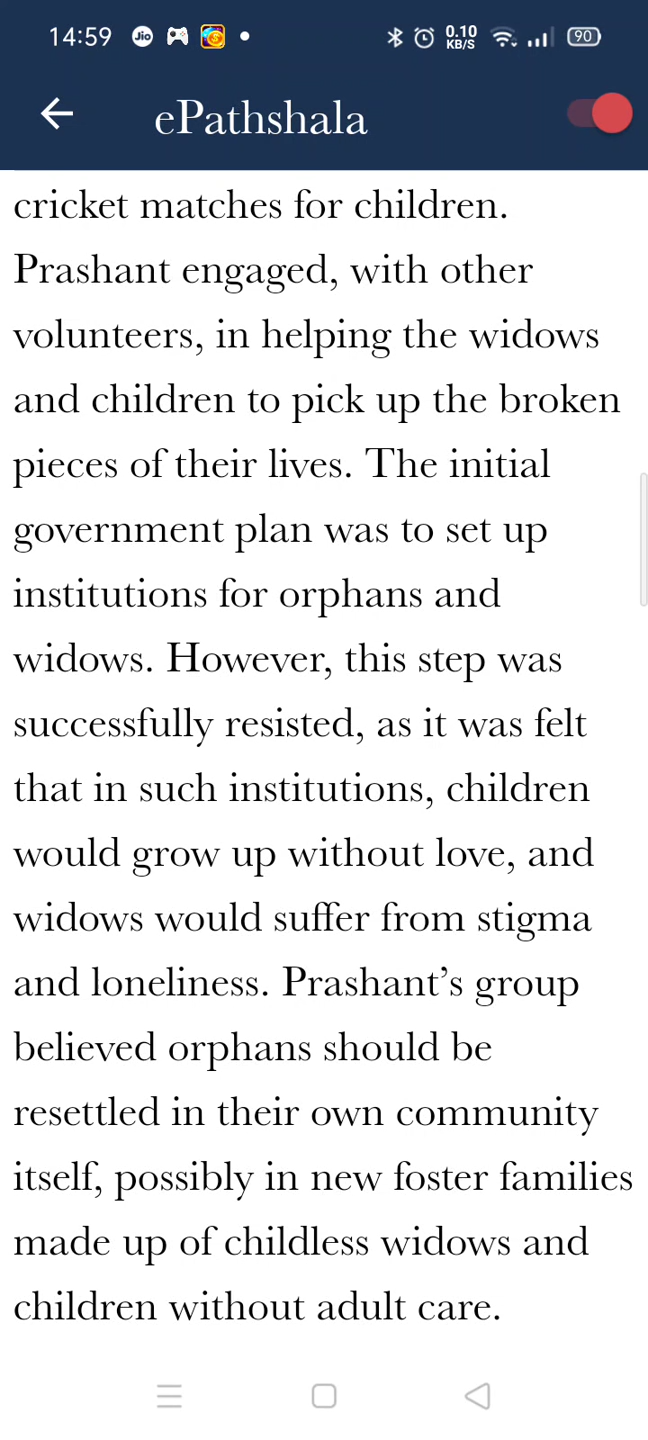 14:59 Jio 0.10 KB/S 90
ePathshala
cricket matches for children.
Prashant engaged, with other
volunteers, in helping the widows
and children to pick up the broken
pieces of their lives. The initial
government plan was to set up
institutions for orphans and
widows. However, this step was
successfully resisted, as it was felt
that in such institutions, children
would grow up without love, and
widows would suffer from stigma
and loneliness. Prashant’s group
believed orphans should be
resettled in their own community
itself, possibly in new foster families
made up of childless widows and
children without adult care.